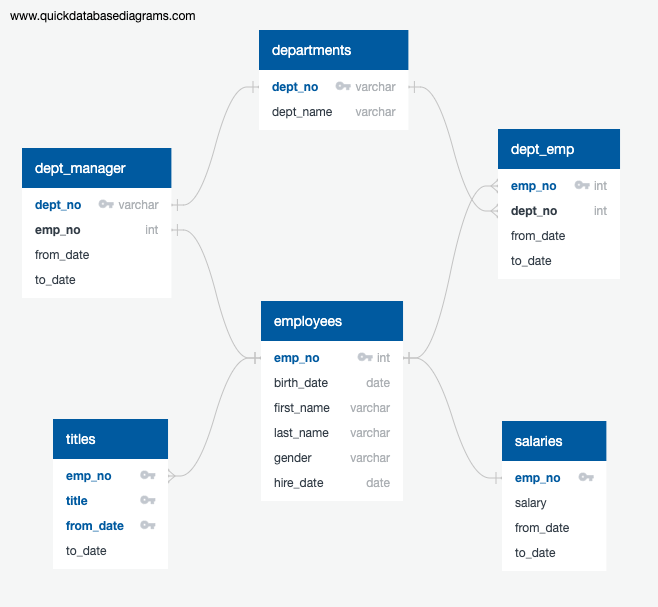 www.quickdatabasediagrams.com
departments
dept_no varchar
dept_name varchar
dept_manager
dept_no varchar
emp_no int
from_date
to_date
dept_emp
emp_no int
dept_no int
from_date
to_date
employees
emp_no int
birth_date date
first_name varchar
last_name varchar
gender varchar
hire_date date
titles
emp_no
title
from_date
to_date
salaries
emp_no
salary
from_date
to_date